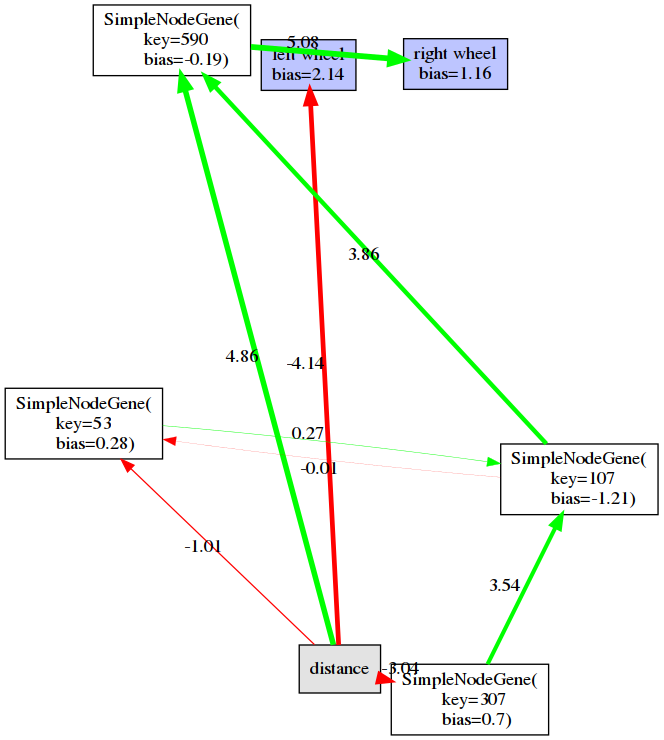 SimpleNodeGene(
key=590
bias=-0.19)
5.08
left wheel
bias=2.14
right wheel
bias=1.16
3.86
4.86
-4.14
SimpleNodeGene(
key=53
bias=0.28)
0.27
-0.01
SimpleNodeGene(
key=107
bias=-1.21)
-1.01
3.54
distance
SimpleNodeGene(
key=307
bias=0.7)